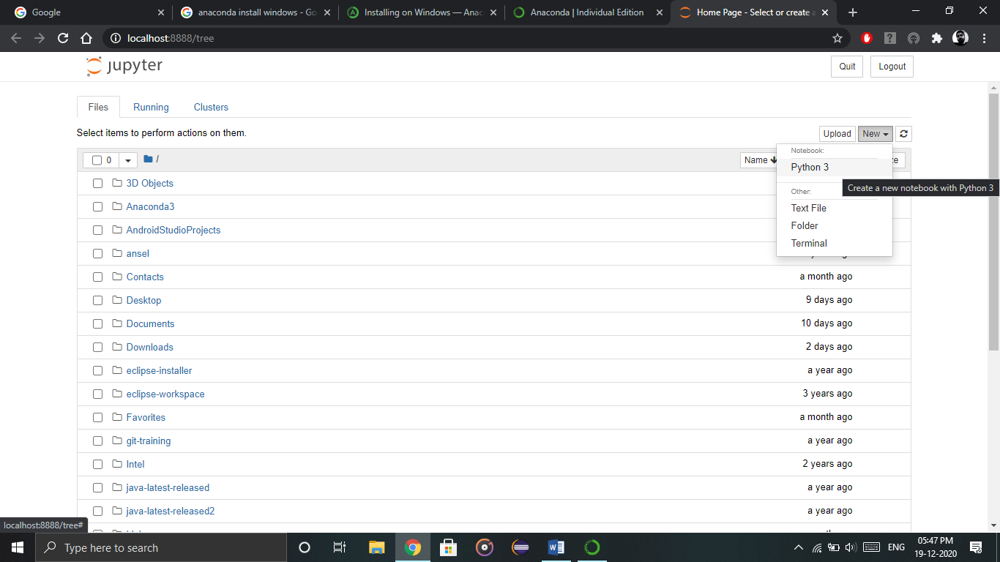 Google
anaconda install windows - Go
Installing on Windows — Anac
Anaconda | Individual Edition
Home Page - Select or create a
localhost:8888/tree
jupyter
Quit
Logout
Files
Running
Clusters
Select items to perform actions on them.
Upload
New
0
/
Name
ze
Notebook:
Python 3
Create a new notebook with Python 3
Other:
Text File
Folder
Terminal
3D Objects
Anaconda3
AndroidStudioProjects
ansel
Contacts
a month ago
Desktop
9 days ago
Documents
10 days ago
Downloads
2 days ago
eclipse-installer
a year ago
eclipse-workspace
3 years ago
Favorites
a month ago
git-training
a year ago
Intel
2 years ago
java-latest-released
a year ago
java-latest-released2
a year ago
localhost:8888/tree#
Type here to search
ENG
05:47 PM
19-12-2020